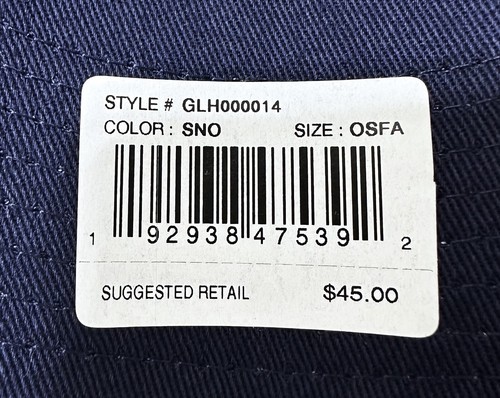 STYLE # GLH000014
COLOR : SNO SIZE : OSFA
1 92938 47539 2
SUGGESTED RETAIL $45.00